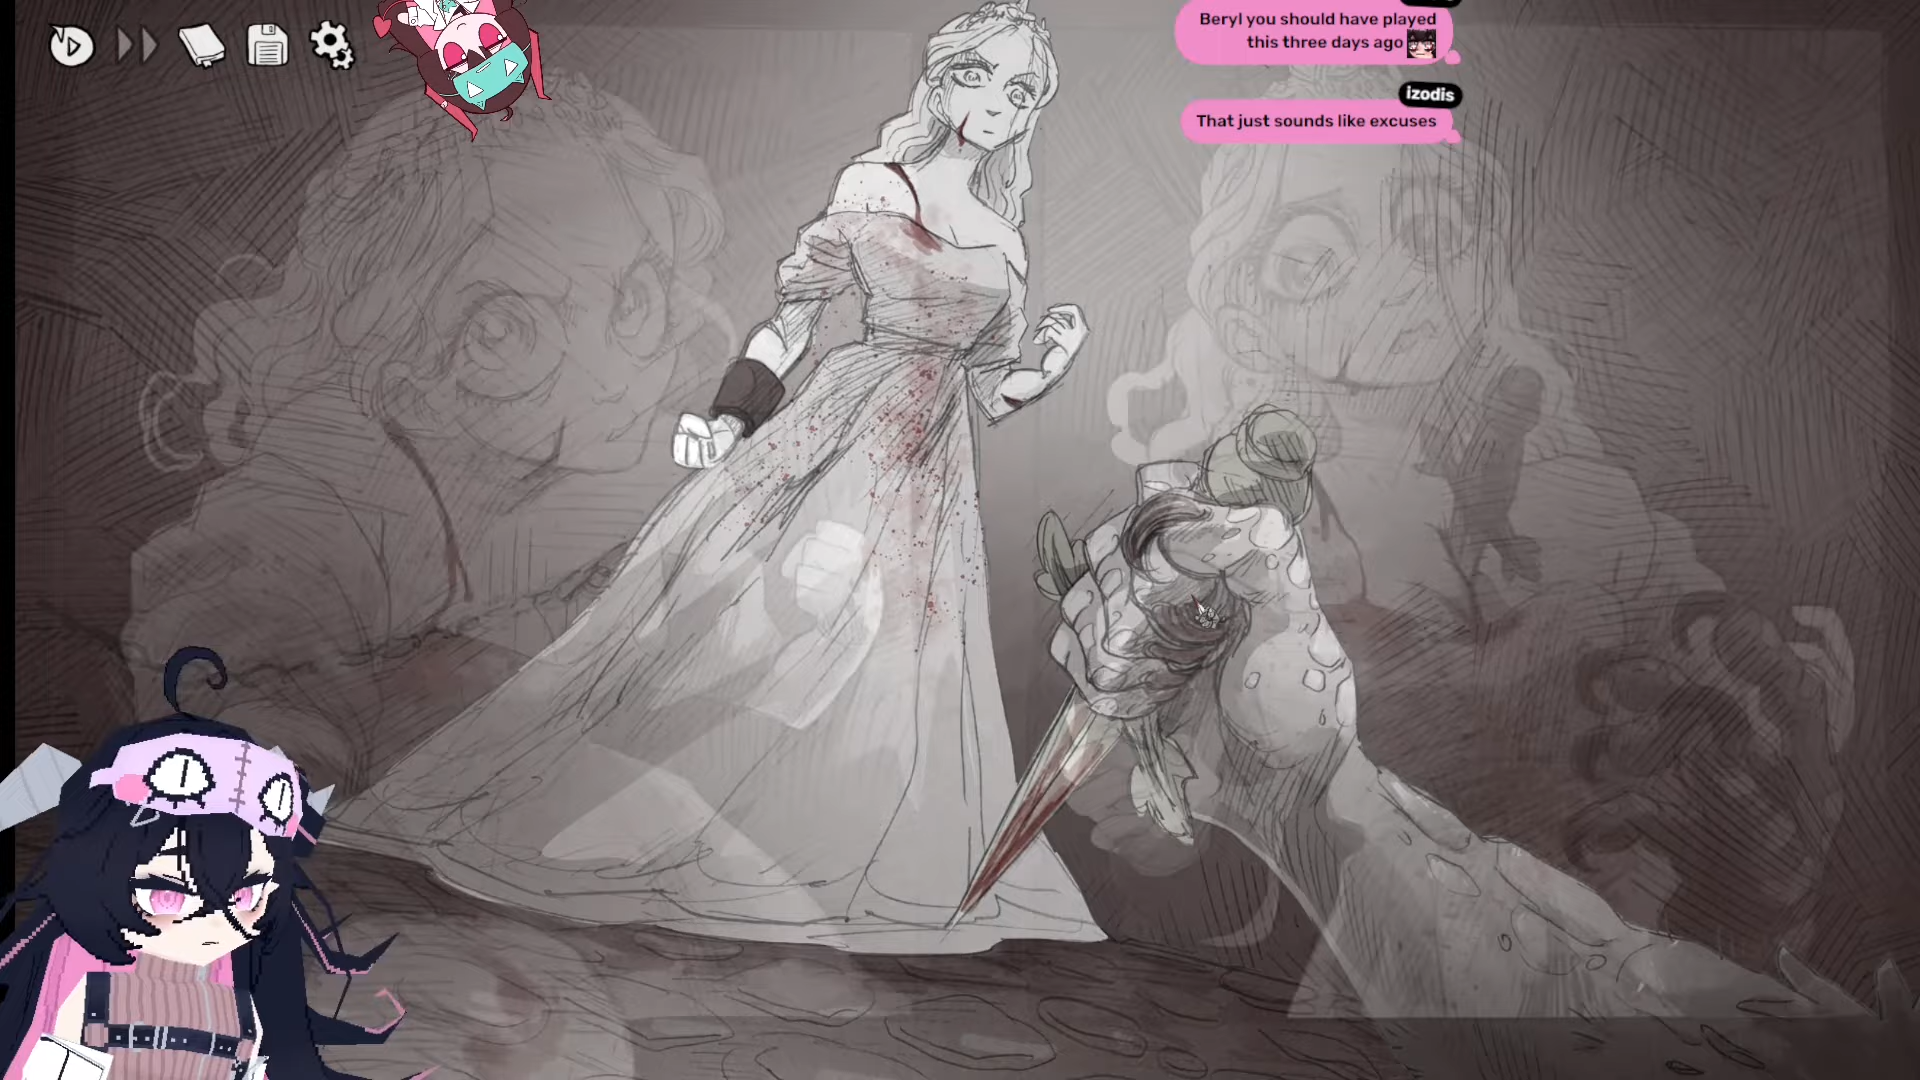 Beryl you should have played
this three days ago
izodis
That just sounds like excuses